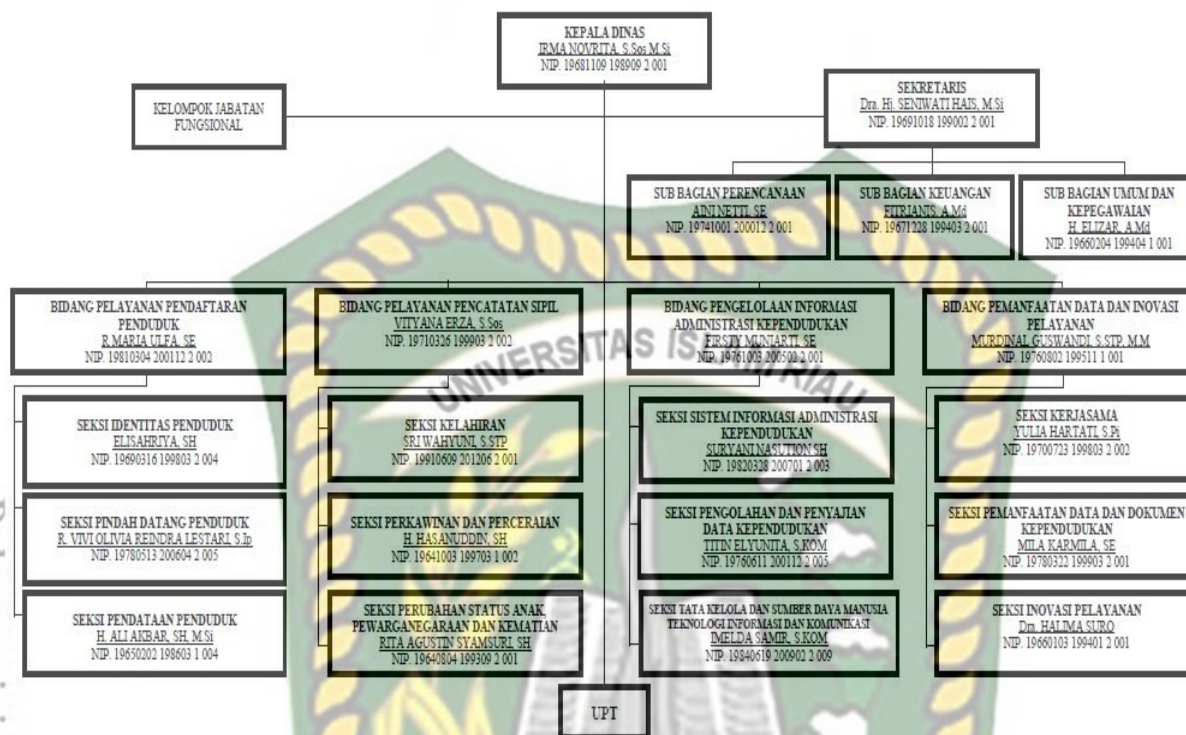 KEPALA DINAS
IRMA NOVRITA, S.Sos M.Si
NIP. 19681109 198909 2 001
KELOMPOK JABATAN
FUNGSIONAL
SEKRETARIS
Dra. Hj. SENIWATI HAIS, M.Si
NIP. 19691018 199002 2 001
SUB BAGIAN PERENCANAAN
AINI NETTI, SE
NIP. 19741001 200012 2 001
SUB BAGIAN KEUANGAN
FITRIANIS, A.Md
NIP. 19671228 199403 2 001
SUB BAGIAN UMUM DAN
KEPEGAWAIAN
H. ELIZAR, A.Md
NIP. 19660204 199404 1 001
BIDANG PELAYANAN PENDAFTARAN
PENDUDUK
R.MARIA ULFA, SE
NIP. 19810304 200112 2 002
BIDANG PELAYANAN PENCATATAN SIPIL
VITYANA ERZA, S.Sos
NIP. 19710326 199903 2 002
BIDANG PENGELOLAAN INFORMASI
ADMINISTRASI KEPENDUDUKAN
FIRSTY MUNIARTI, SE
NIP. 19761003 200502 2 001
BIDANG PEMANFAATAN DATA DAN INOVASI
PELAYANAN
MURDINAL GUSWANDI, S.STP, M.M
NIP. 19760802 199511 1 001
UNIVERSITAS ISLAM RIAU
SEKSI IDENTITAS PENDUDUK
ELISAHRIYA, SH
NIP. 19690316 199803 2 004
SEKSI KELAHIRAN
SRI WAHYUNI, S.STP
NIP. 19910609 201206 2 001
SEKSI SISTEM INFORMASI ADMINISTRASI
KEPENDUDUKAN
SURYANI NASUTION SH
NIP. 19820328 200701 2 003
SEKSI KERJASAMA
YULIA HARTATI, S.Pi
NIP. 19700723 199803 2 002
SEKSI PINDAH DATANG PENDUDUK
R. VIVI OLIVIA REINDRA LESTARI, S.Ip
NIP. 19780513 200604 2 005
SEKSI PERKAWINAN DAN PERCERAIAN
H. HASANUDDIN, SH
NIP. 19641003 199703 1 002
SEKSI PENGOLAHAN DAN PENYAJIAN
DATA KEPENDUDUKAN
TITIN ELYUNITA, S.KOM
NIP. 19760611 200112 2 005
SEKSI PEMANFAATAN DATA DAN DOKUMEN
KEPENDUDUKAN
MILA KARMILA, SE
NIP. 19780322 199903 2 001
SEKSI PENDATAAN PENDUDUK
H. ALI AKBAR, SH, M.Si
NIP. 19650202 198603 1 004
SEKSI PERUBAHAN STATUS ANAK,
PEWARGANEGARAAN DAN KEMATIAN
RITA AGUSTIN SYAMSURI, SH
NIP. 19640804 199309 2 001
SEKSI TATA KELOLA DAN SUMBER DAYA MANUSIA
TEKNOLOGI INFORMASI DAN KOMUNIKASI
IMELDA SAMIR, S.KOM
NIP. 19840619 200902 2 009
SEKSI INOVASI PELAYANAN
Dra. HALIMA SURO
NIP. 19660103 199401 2 001
UPT